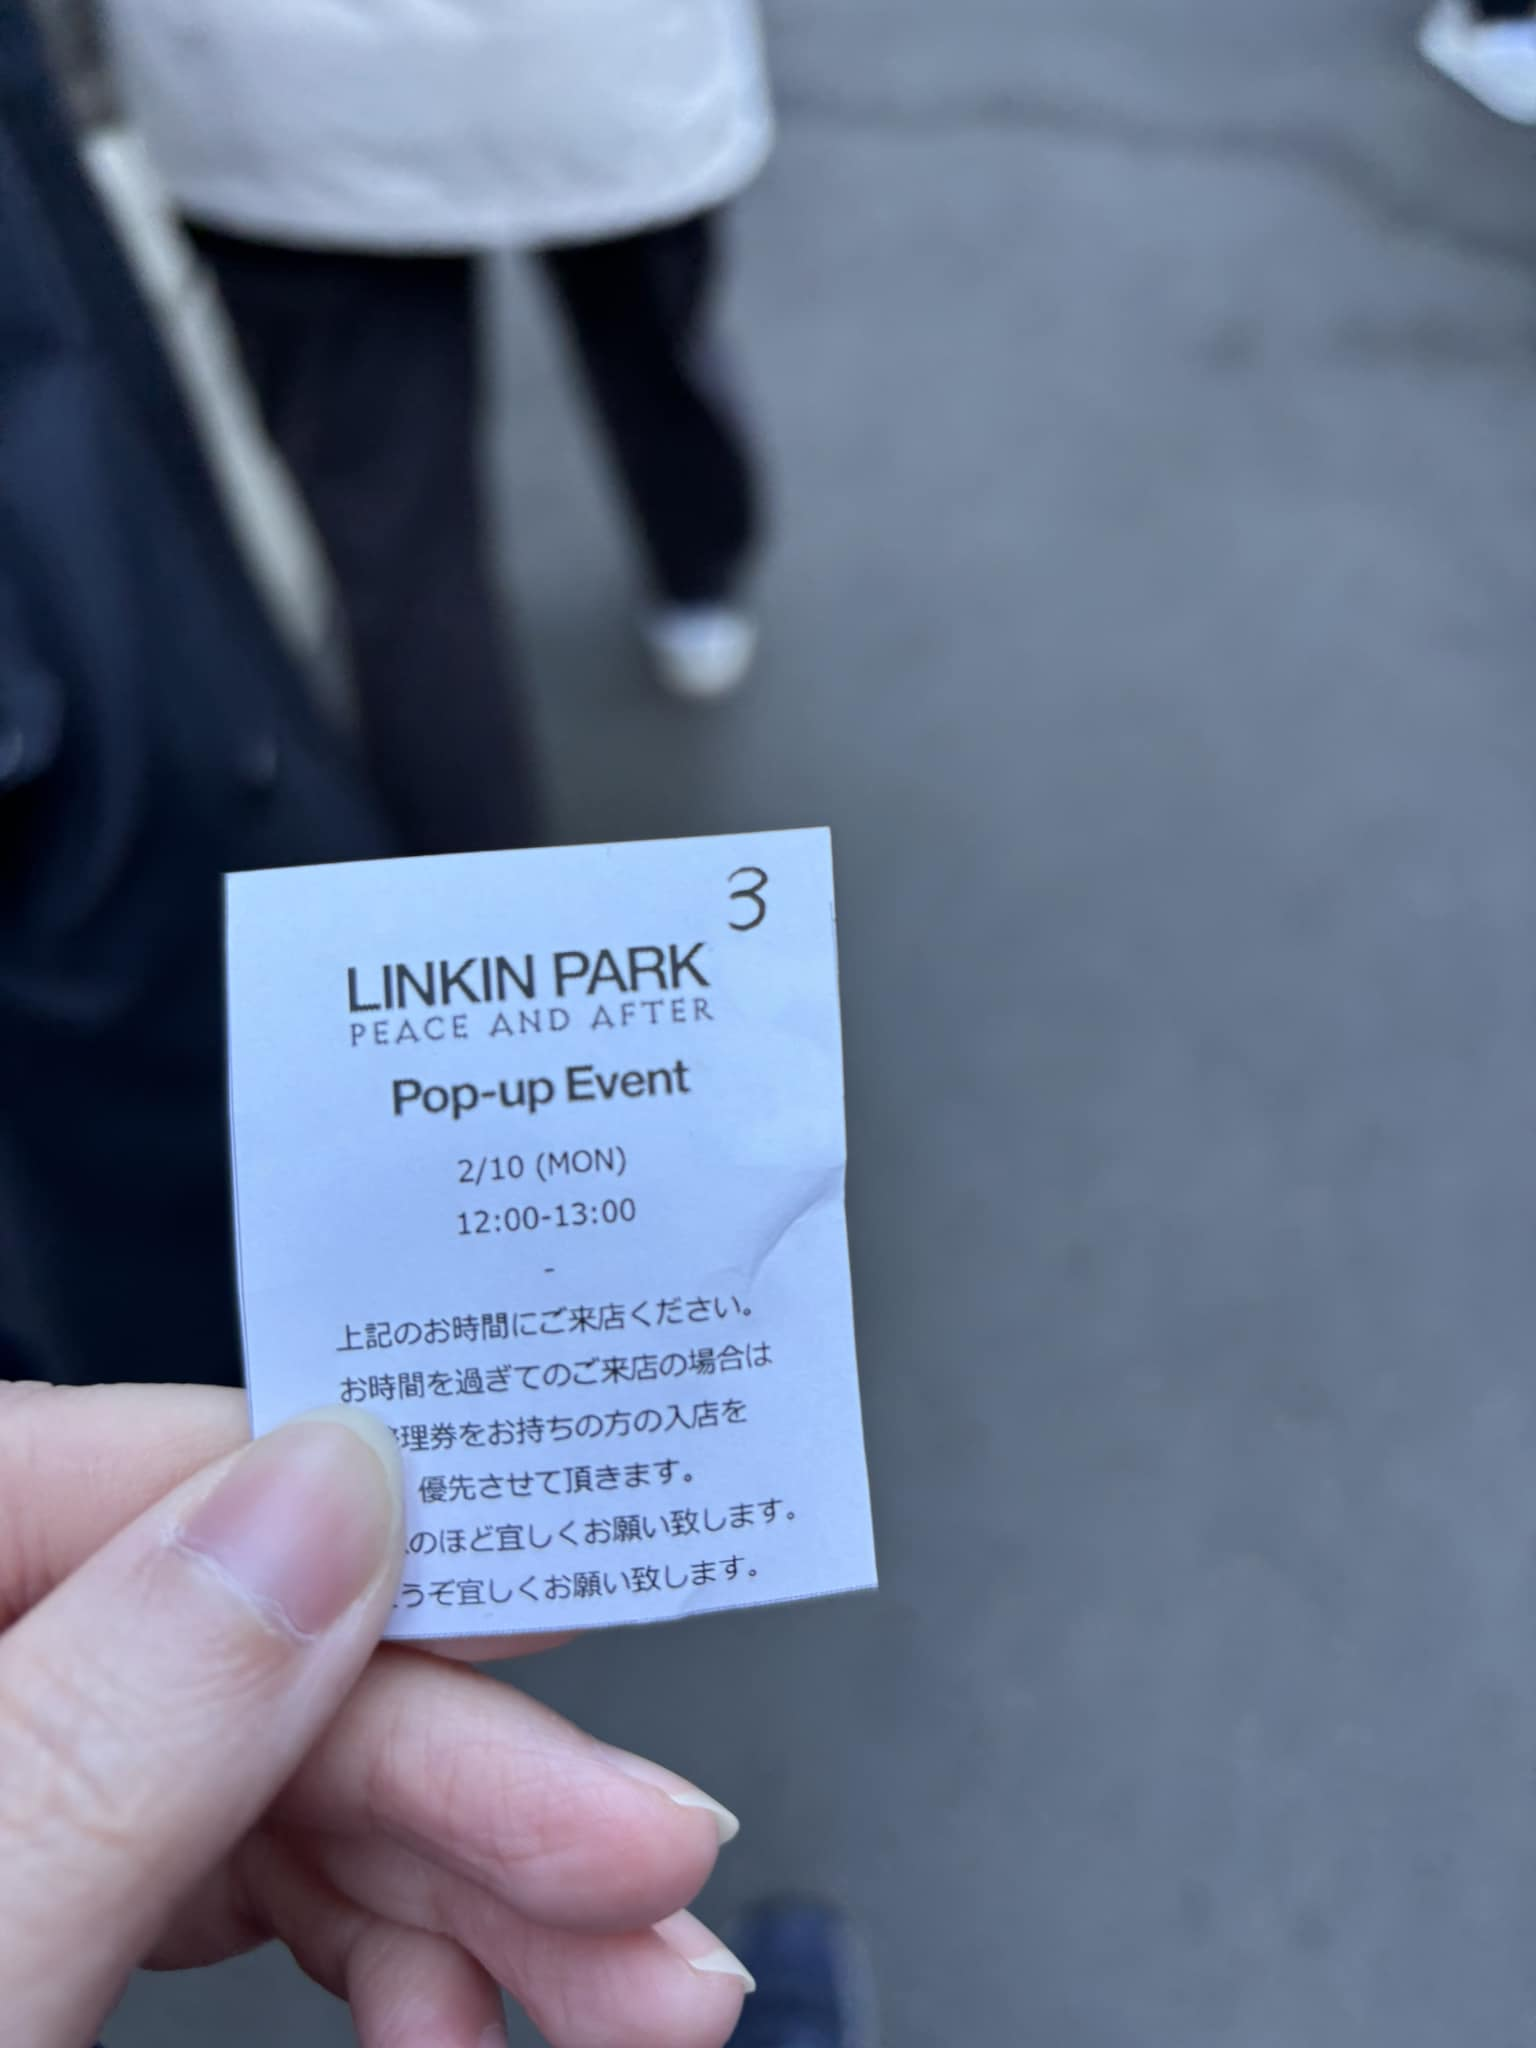 3
LINKIN PARK
PEACE AND AFTER
Pop-up Event
2/10 (MON)
12:00-13:00
-
上記のお時間にご来店ください。
お時間を過ぎてのご来店の場合は
理券をお持ちの方の入店を
優先させて頂きます。
のほど宜しくお願い致します。
うぞ宜しくお願い致します。